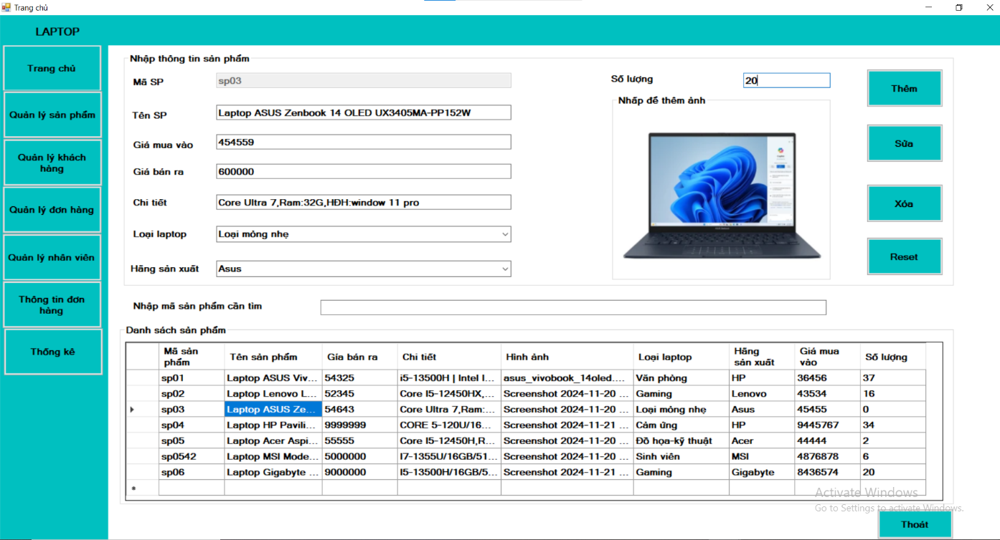 Trang chủ
LAPTOP
Trang chủ
Quản lý sản phẩm
Quản lý khách
hàng
Quản lý đơn hàng
Quản lý nhân viên
Thông tin đơn
hàng
Thống kê
Nhập thông tin sản phẩm
Mã SP sp03
Tên SP Laptop ASUS Zenbook 14 OLED UX3405MA-PP152W
Giá mua vào 454559
Giá bán ra 600000
Chi tiết Core Ultra 7,Ram:32G,HĐH:window 11 pro
Loại laptop Loại mỏng nhẹ
Hãng sản xuất Asus
Số lượng 20
Nhấp để thêm ảnh
Thêm
Sửa
Xóa
Reset
Nhập mã sản phẩm cần tìm
Danh sách sản phẩm
Mã sản phẩm Tên sản phẩm Gía bán ra Chi tiết Hình ảnh Loại laptop Hãng sản xuất Giá mua vào Số lượng
sp01 Laptop ASUS Viv... 54325 i5-13500H | Intel I... asus_vivobook_14oled.... Văn phòng HP 36456 37
sp02 Laptop Lenovo L... 52345 Core I5-12450HX,... Screenshot 2024-11-20 ... Gaming Lenovo 43534 16
sp03 Laptop ASUS Ze... 54643 Core Ultra 7,Ram:... Screenshot 2024-11-20 ... Loại mỏng nhẹ Asus 45455 0
sp04 Laptop HP Pavili... 9999999 CORE 5-120U/16... Screenshot 2024-11-21 ... Cảm ứng HP 9445767 34
sp05 Laptop Acer Aspi... 55555 Core I5-12450H,R... Screenshot 2024-11-20 ... Đồ họa-kỹ thuật Acer 44444 2
sp0542 Laptop MSI Mode... 5000000 I7-1355U/16GB/51... Screenshot 2024-11-20 ... Sinh viên MSI 4876878 6
sp06 Laptop Gigabyte ... 9000000 I5-13500H/16GB/5... Screenshot 2024-11-21 ... Gaming Gigabyte 8436574 20
Activate Windows
Go to Settings to activate Windows.
Thoát